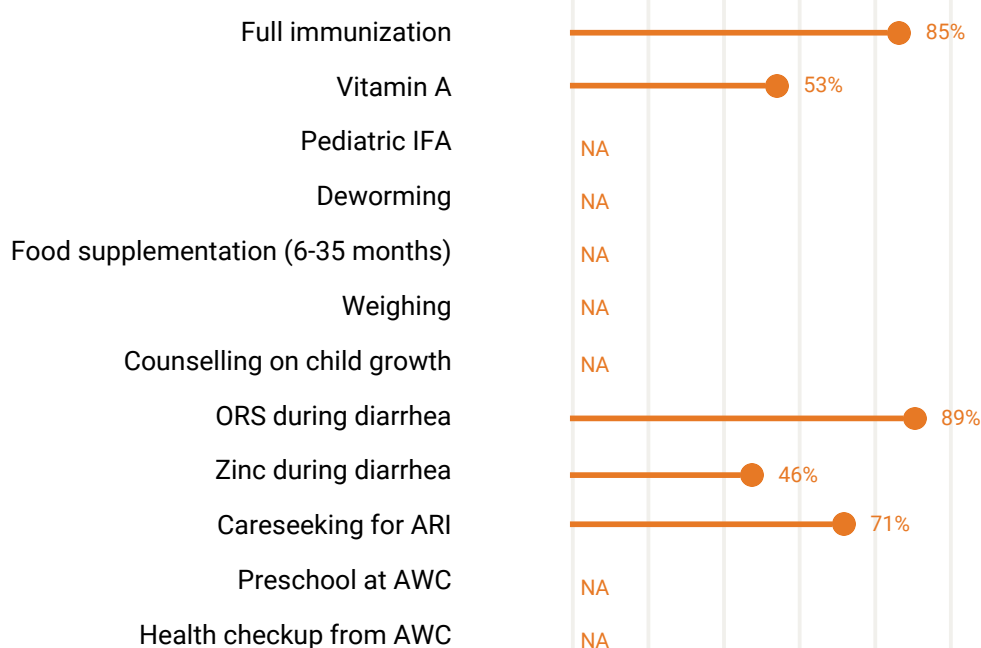 Full immunization 85%
Vitamin A 53%
Pediatric IFA NA
Deworming NA
Food supplementation (6-35 months) NA
Weighing NA
Counselling on child growth NA
ORS during diarrhea 89%
Zinc during diarrhea 46%
Careseeking for ARI 71%
Preschool at AWC NA
Health checkup from AWC NA